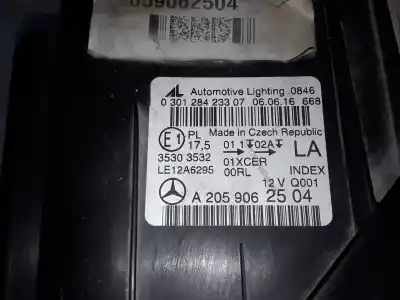 059062504
Automotive Lighting 0846
0 301 284 233 07 06.06.16 668
Made in Czech Republic
E1 PL 17,5 01 1 02A LA
3530 3532 01XCER INDEX
LE12A6295 00RL
12 V Q001
A 205 906 25 04